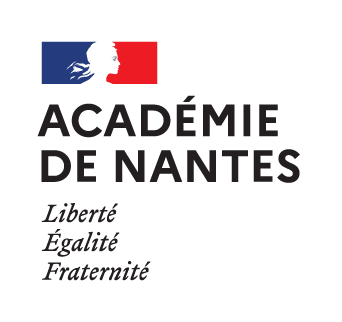 ACADÉMIE
DE NANTES
Liberté
Égalité
Fraternité